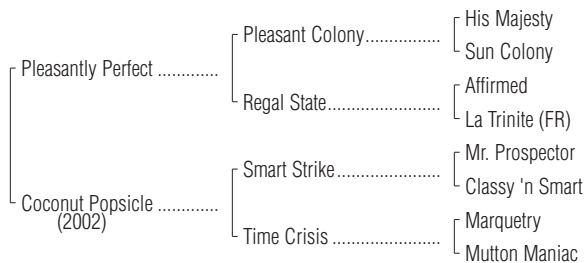 His Majesty
Pleasant Colony.................
Sun Colony
Pleasantly Perfect .............
Affirmed
Regal State.........................
La Trinite (FR)
Mr. Prospector
Smart Strike.......................
Classy 'n Smart
Coconut Popsicle .............
(2002)
Marquetry
Time Crisis ........................
Mutton Maniac